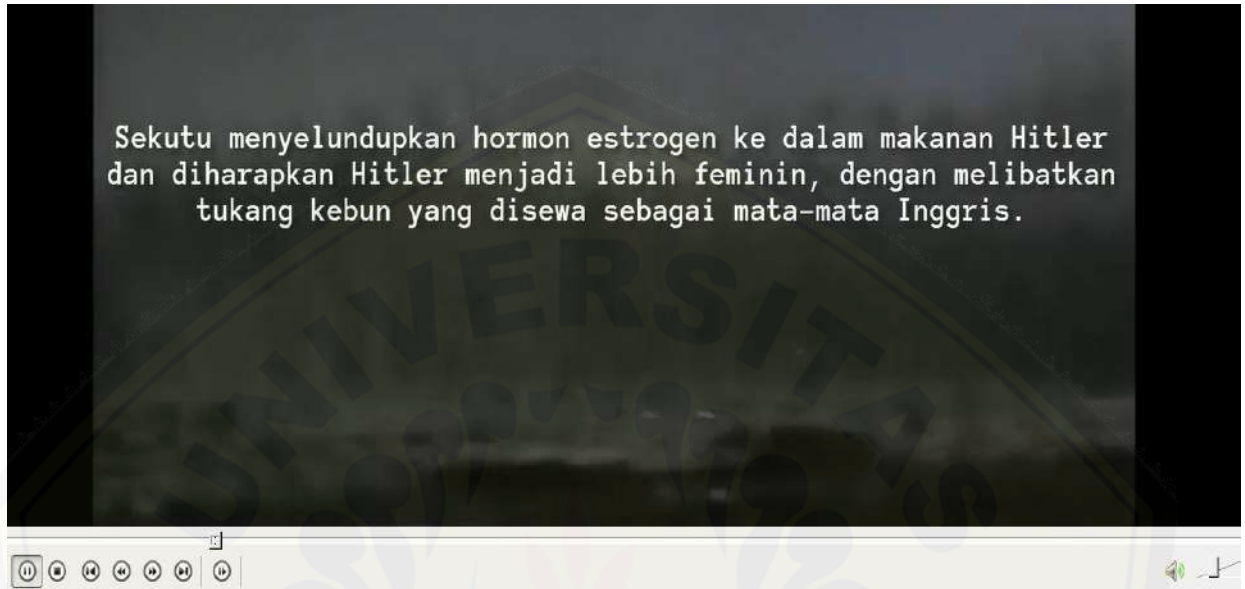 Sekutu menyelundupkan hormon estrogen ke dalam makanan Hitler
dan diharapkan Hitler menjadi lebih feminin, dengan melibatkan
tukang kebun yang disewa sebagai mata-mata Inggris.
UNIVERSITAS